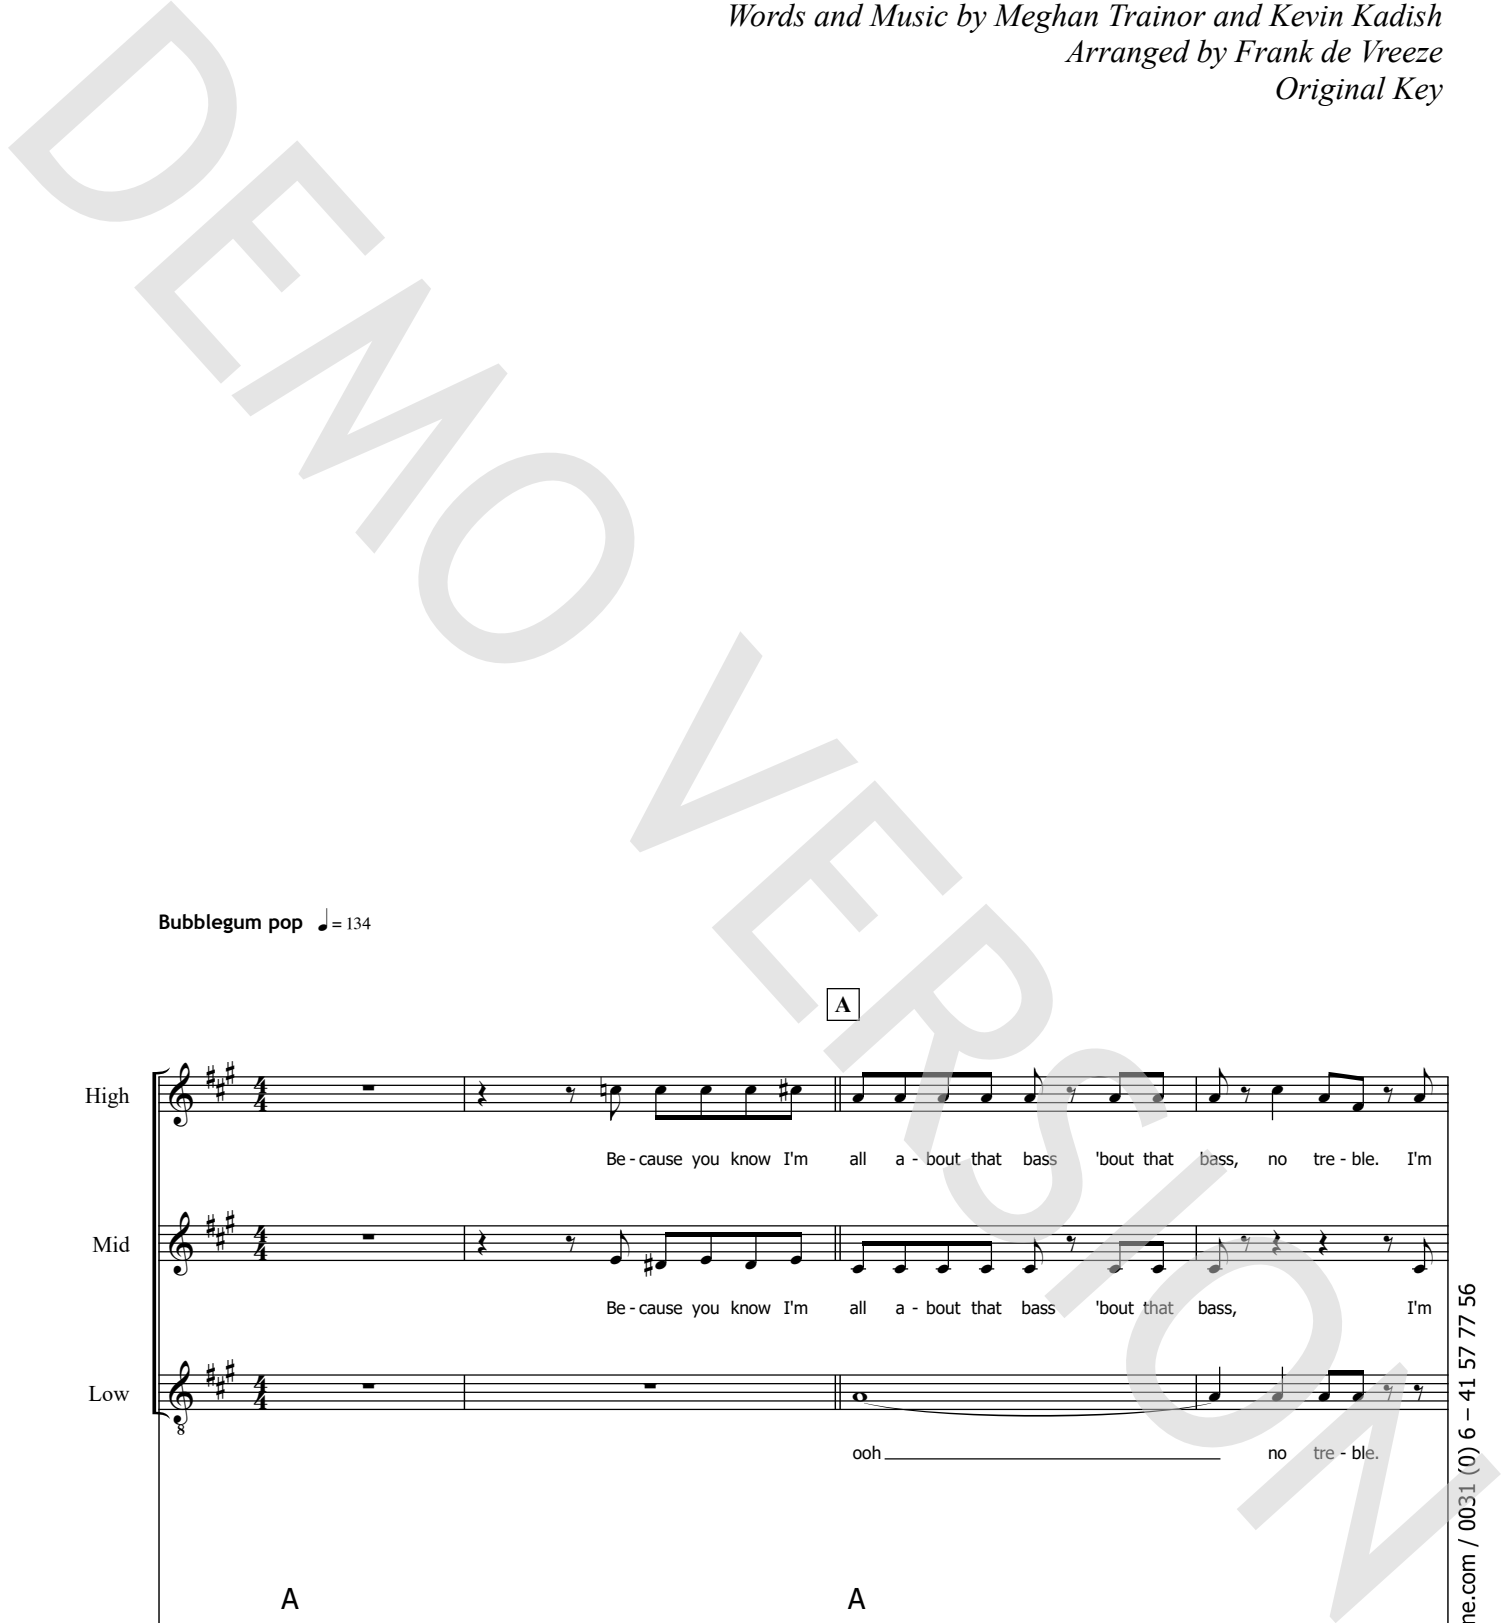 Words and Music by Meghan Trainor and Kevin Kadish
Arranged by Frank de Vreeze
Original Key
DEMO VERSION
Bubblegum pop ♩= 134
A
High
Be - cause you know I'm all a - bout that bass 'bout that bass, no tre - ble. I'm
Mid
Be - cause you know I'm all a - bout that bass 'bout that bass, I'm
Low
8
ooh no tre - ble.
A A
ne.com / 0031 (0) 6 – 41 57 77 56